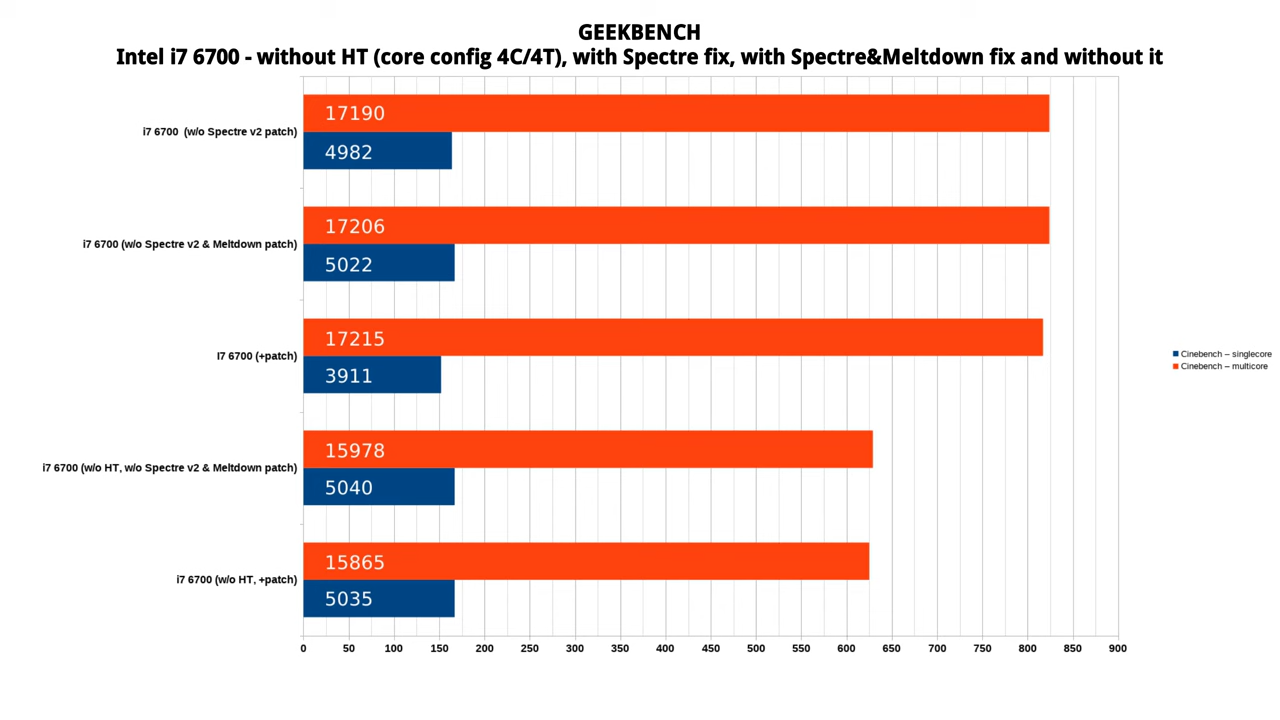 GEEKBENCH
Intel i7 6700 - without HT (core config 4C/4T), with Spectre fix, with Spectre&Meltdown fix and without it
i7 6700 (w/o Spectre v2 patch)
17190
4982
i7 6700 (w/o Spectre v2 & Meltdown patch)
17206
5022
I7 6700 (+patch)
17215
3911
i7 6700 (w/o HT, w/o Spectre v2 & Meltdown patch)
15978
5040
i7 6700 (w/o HT, +patch)
15865
5035
Cinebench – singlecore
Cinebench – multicore
0 50 100 150 200 250 300 350 400 450 500 550 600 650 700 750 800 850 900